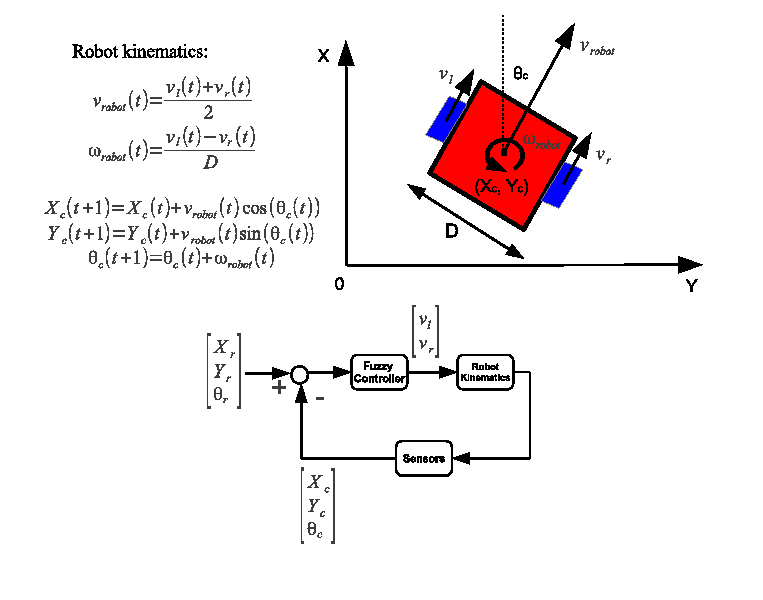 Robot kinematics:
v_robot(t)=(v_l(t)+v_r(t))/2
ω_robot(t)=(v_l(t)−v_r(t))/D
X_c(t+1)=X_c(t)+v_robot(t)cos(θ_c(t))
Y_c(t+1)=Y_c(t)+v_robot(t)sin(θ_c(t))
θ_c(t+1)=θ_c(t)+ω_robot(t)
X
v_l
θc
v_robot
ω_robot
v_r
(Xc, Yc)
D
0
Y
[v_l
v_r]
[X_r
Y_r
θ_r]
+
-
Fuzzy
Controller
Robot
Kinematics
Sensors
[X_c
Y_c
θ_c]